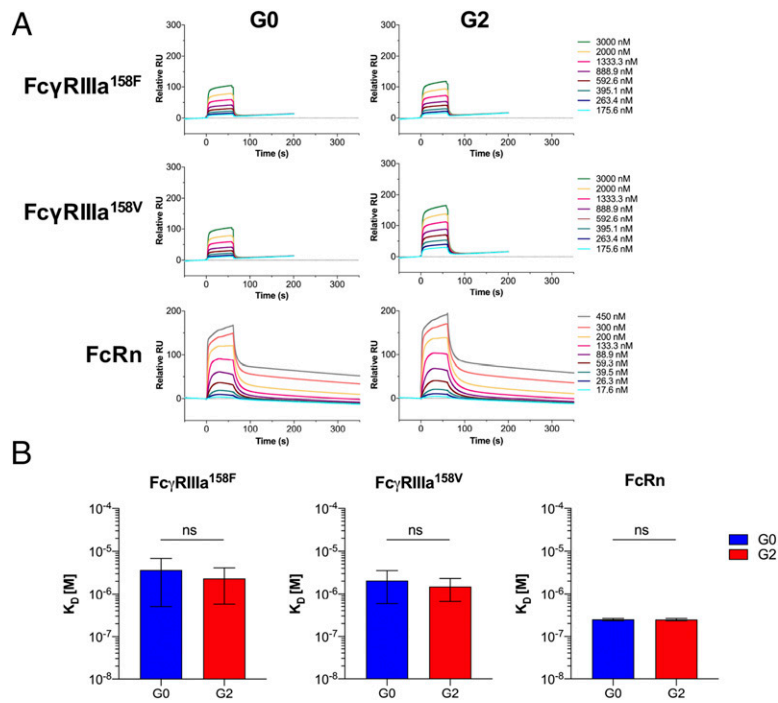 A
G0
G2
FcγRIIIa158F
Relative RU
300
200
100
0
-100
0
100
200
300
Time (s)
Relative RU
300
200
100
0
-100
0
100
200
300
Time (s)
3000 nM
2000 nM
1333.3 nM
888.9 nM
592.6 nM
395.1 nM
263.4 nM
175.6 nM
FcγRIIIa158V
Relative RU
300
200
100
0
-100
0
100
200
300
Time (s)
Relative RU
300
200
100
0
-100
0
100
200
300
Time (s)
3000 nM
2000 nM
1333.3 nM
888.9 nM
592.6 nM
395.1 nM
263.4 nM
175.6 nM
FcRn
Relative RU
200
100
0
0
100
200
300
Time (s)
Relative RU
200
100
0
0
100
200
300
Time (s)
450 nM
300 nM
200 nM
133.3 nM
88.9 nM
59.3 nM
39.5 nM
26.3 nM
17.6 nM
B
FcγRIIIa158F
KD [M]
10-4
10-5
10-6
10-7
10-8
ns
G0
G2
FcγRIIIa158V
KD [M]
10-4
10-5
10-6
10-7
10-8
ns
G0
G2
FcRn
KD [M]
10-4
10-5
10-6
10-7
10-8
ns
G0
G2
G0
G2